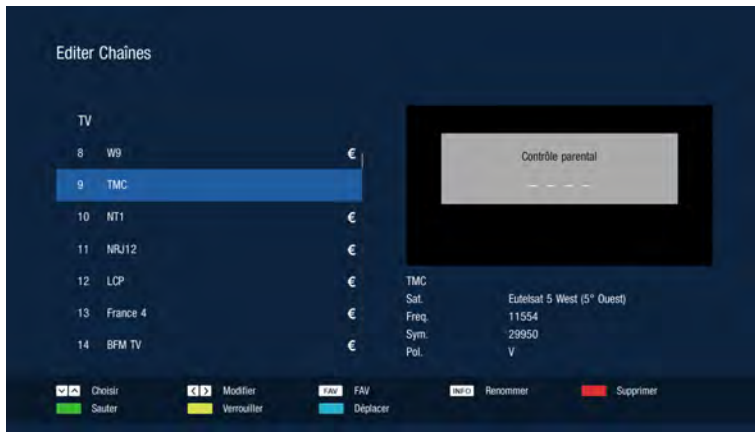 Editer Chaînes
TV
8 W9 €
9 TMC
10 NT1 €
11 NRJ12 €
12 LCP €
13 France 4 €
14 BFM TV €
Contrôle parental
_ _ _ _
TMC
Sat. Eutelsat 5 West (5° Ouest)
Freq. 11554
Sym. 29950
Pol. V
Choisir Modifier FAV FAV INFO Renommer Supprimer
Sauter Verrouiller Déplacer